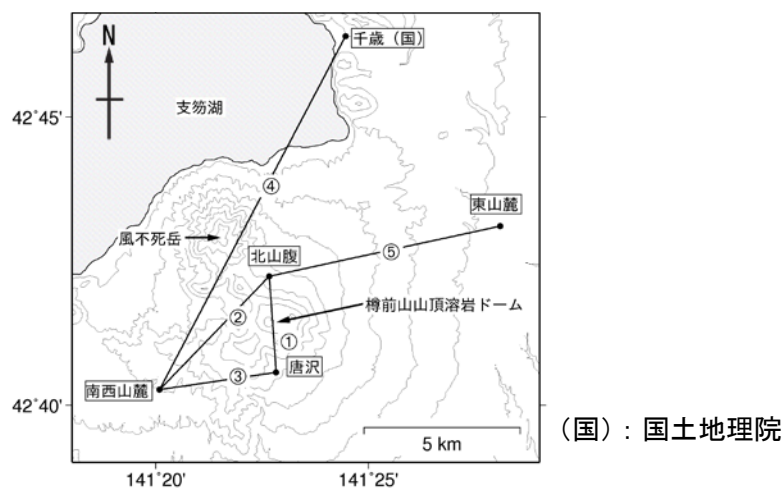 N
千歳（国）
42˚45'
支笏湖
④
東山麓
風不死岳
北山腹
⑤
樽前山山頂溶岩ドーム
②
①
唐沢
③
南西山麓
42˚40'
5 km
（国）：国土地理院
141˚20'
141˚25'